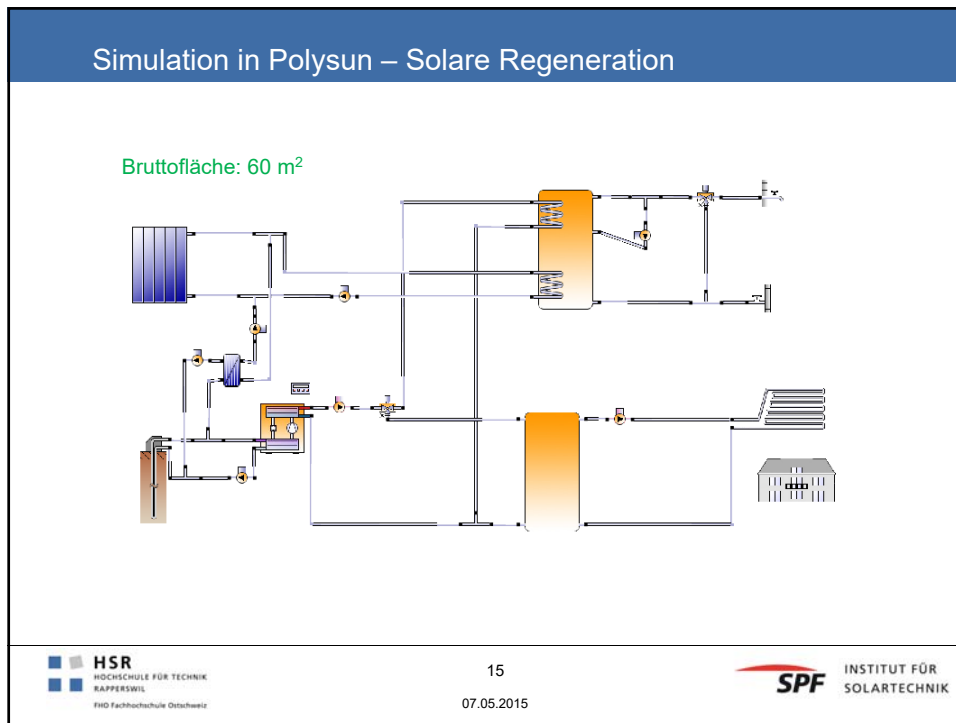 Simulation in Polysun – Solare Regeneration
Bruttofläche: 60 m²
HSR
HOCHSCHULE FÜR TECHNIK
RAPPERSWIL
FHO Fachhochschule Ostschweiz
15
07.05.2015
SPF
INSTITUT FÜR
SOLARTECHNIK